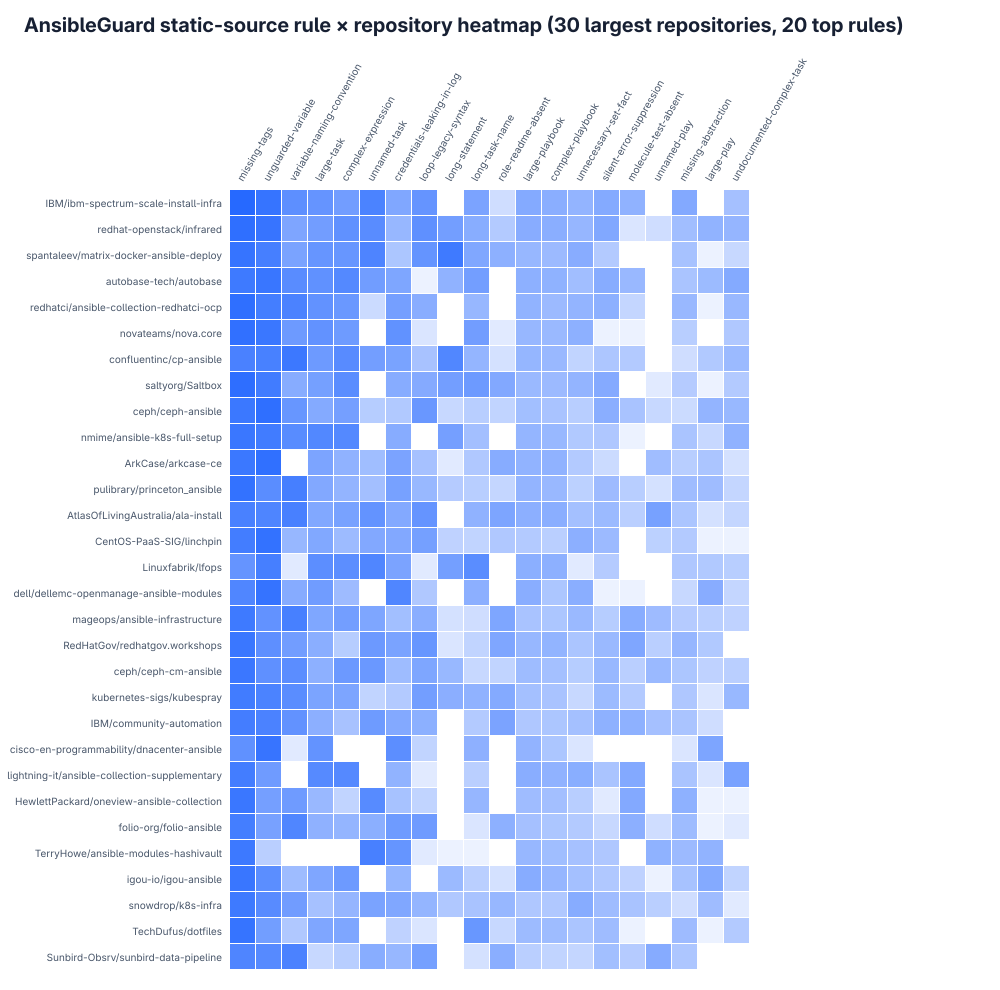 AnsibleGuard static-source rule × repository heatmap (30 largest repositories, 20 top rules)
missing-tags
unguarded-variable
variable-naming-convention
large-task
complex-expression
unnamed-task
credentials-leaking-in-log
loop-legacy-syntax
long-statement
long-task-name
role-readme-absent
large-playbook
complex-playbook
unnecessary-set-fact
silent-error-suppression
molecule-test-absent
unnamed-play
missing-abstraction
large-play
undocumented-complex-task
IBM/ibm-spectrum-scale-install-infra
redhat-openstack/infrared
spantaleev/matrix-docker-ansible-deploy
autobase-tech/autobase
redhatci/ansible-collection-redhatci-ocp
novateams/nova.core
confluentinc/cp-ansible
saltyorg/Saltbox
ceph/ceph-ansible
nmime/ansible-k8s-full-setup
ArkCase/arkcase-ce
pulibrary/princeton_ansible
AtlasOfLivingAustralia/ala-install
CentOS-PaaS-SIG/linchpin
Linuxfabrik/lfops
dell/dellemc-openmanage-ansible-modules
mageops/ansible-infrastructure
RedHatGov/redhatgov.workshops
ceph/ceph-cm-ansible
kubernetes-sigs/kubespray
IBM/community-automation
cisco-en-programmability/dnacenter-ansible
lightning-it/ansible-collection-supplementary
HewlettPackard/oneview-ansible-collection
folio-org/folio-ansible
TerryHowe/ansible-modules-hashivault
igou-io/igou-ansible
snowdrop/k8s-infra
TechDufus/dotfiles
Sunbird-Obsrv/sunbird-data-pipeline